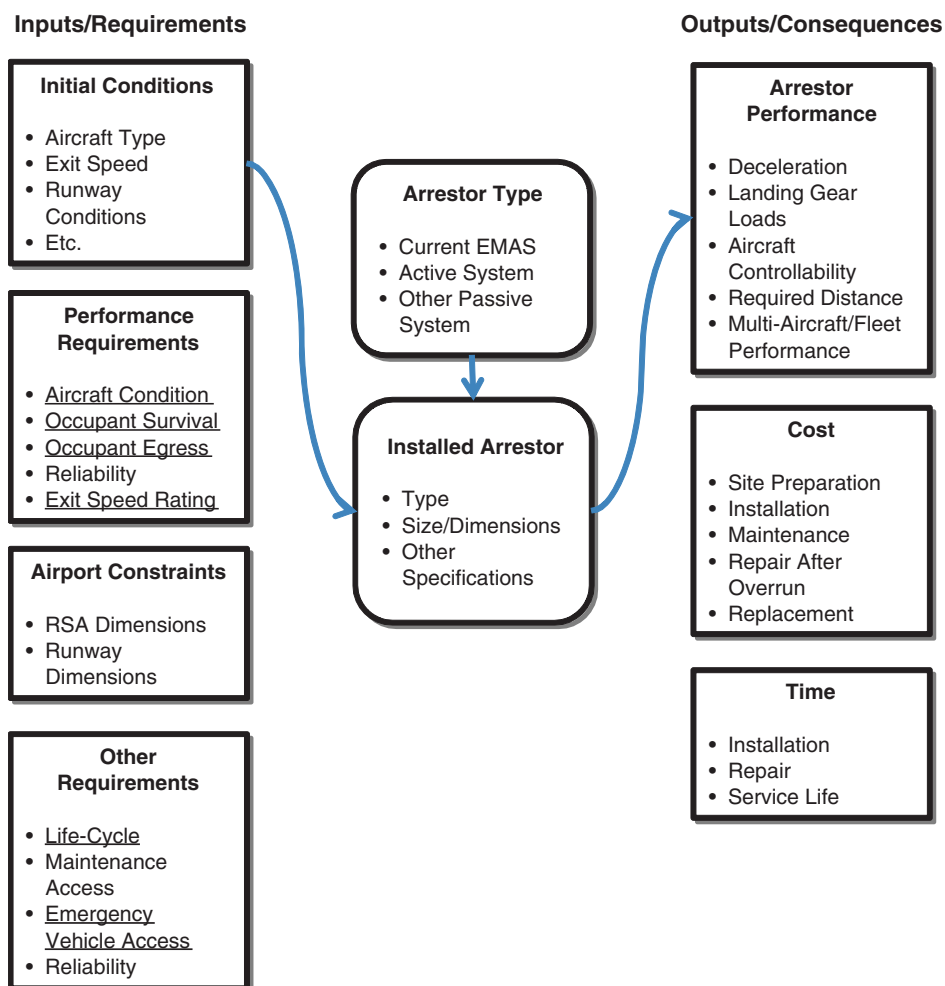 Inputs/Requirements
Initial Conditions
• Aircraft Type
• Exit Speed
• Runway
Conditions
• Etc.
Performance
Requirements
• Aircraft Condition
• Occupant Survival
• Occupant Egress
• Reliability
• Exit Speed Rating
Airport Constraints
• RSA Dimensions
• Runway
Dimensions
Other
Requirements
• Life-Cycle
• Maintenance
Access
• Emergency
Vehicle Access
• Reliability
Arrestor Type
• Current EMAS
• Active System
• Other Passive
System
Installed Arrestor
• Type
• Size/Dimensions
• Other
Specifications
Outputs/Consequences
Arrestor
Performance
• Deceleration
• Landing Gear
Loads
• Aircraft
Controllability
• Required Distance
• Multi-Aircraft/Fleet
Performance
Cost
• Site Preparation
• Installation
• Maintenance
• Repair After
Overrun
• Replacement
Time
• Installation
• Repair
• Service Life